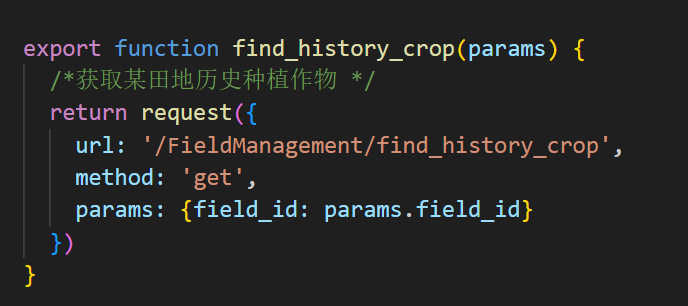 export function find_history_crop(params) {
/*获取某田地历史种植作物 */
return request({
url: '/FieldManagement/find_history_crop',
method: 'get',
params: {field_id: params.field_id}
})
}